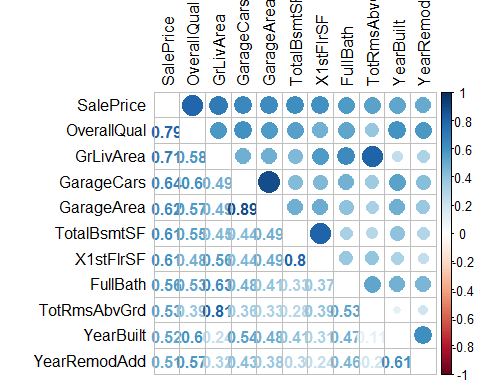 SalePrice
OverallQual
GrLivArea
GarageCars
GarageArea
TotalBsmtSF
X1stFlrSF
FullBath
TotRmsAbv
YearBuilt
YearRemod
SalePrice
OverallQual 0.79
GrLivArea 0.71 0.58
GarageCars 0.64 0.6 0.49
GarageArea 0.62 0.57 0.49 0.89
TotalBsmtSF 0.61 0.55 0.45 0.44 0.49
X1stFlrSF 0.61 0.48 0.56 0.44 0.49 0.8
FullBath 0.56 0.53 0.63 0.48 0.41 0.33 0.37
TotRmsAbvGrd 0.53 0.39 0.81 0.36 0.33 0.28 0.39 0.53
YearBuilt 0.52 0.6 0.54 0.48 0.41 0.31 0.47 0.11
YearRemodAdd 0.51 0.57 0.32 0.43 0.38 0.3 0.24 0.46 0.61
1
0.8
0.6
0.4
0.2
0
-0.2
-0.4
-0.6
-0.8
-1